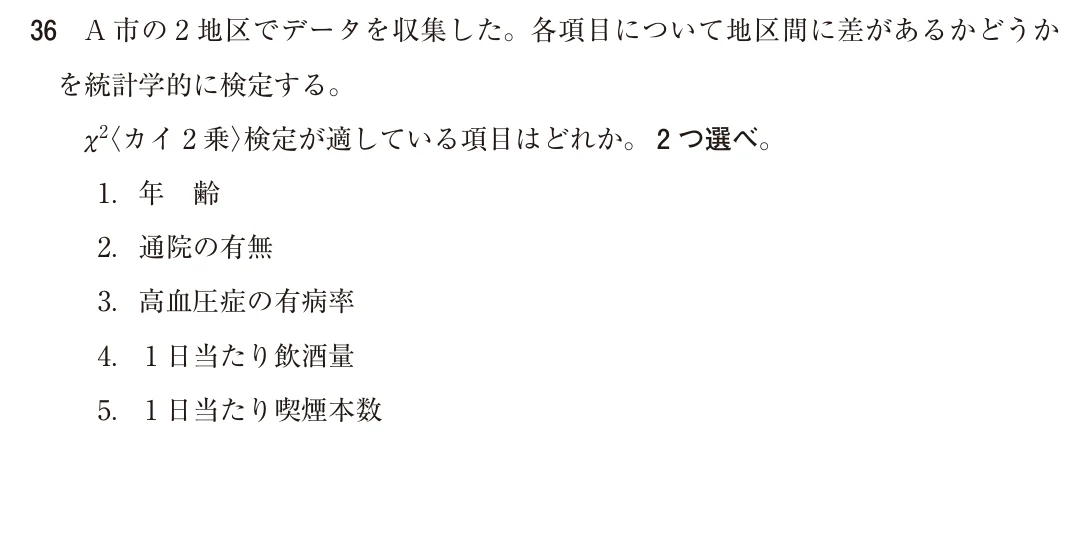 36 A市の2地区でデータを収集した。各項目について地区間に差があるかどうか
を統計学的に検定する。
χ²〈カイ2乗〉検定が適している項目はどれか。2つ選べ。
1. 年　齢
2. 通院の有無
3. 高血圧症の有病率
4. 1日当たり飲酒量
5. 1日当たり喫煙本数